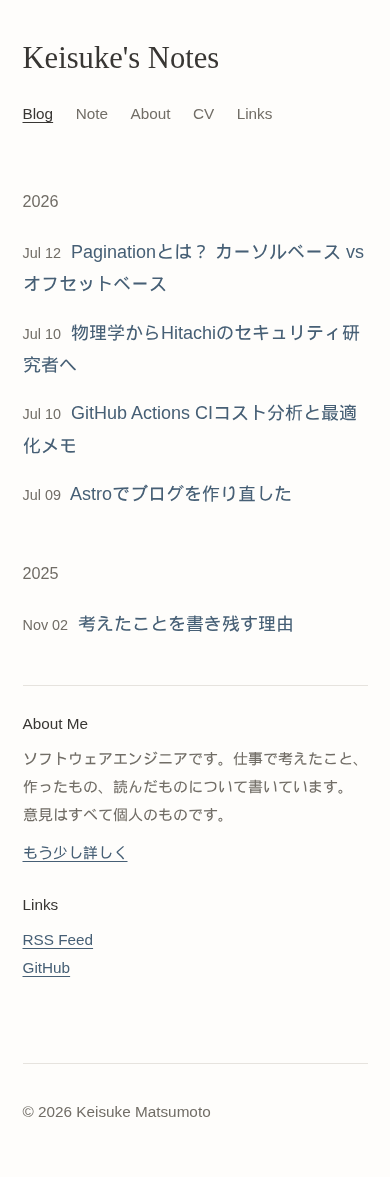 Keisuke's Notes
Blog Note About CV Links
2026
Jul 12 Paginationとは？ カーソルベース vs
オフセットベース
Jul 10 物理学からHitachiのセキュリティ研
究者へ
Jul 10 GitHub Actions CIコスト分析と最適
化メモ
Jul 09 Astroでブログを作り直した
2025
Nov 02 考えたことを書き残す理由
About Me
ソフトウェアエンジニアです。仕事で考えたこと、
作ったもの、読んだものについて書いています。
意見はすべて個人のものです。
もう少し詳しく
Links
RSS Feed
GitHub
© 2026 Keisuke Matsumoto